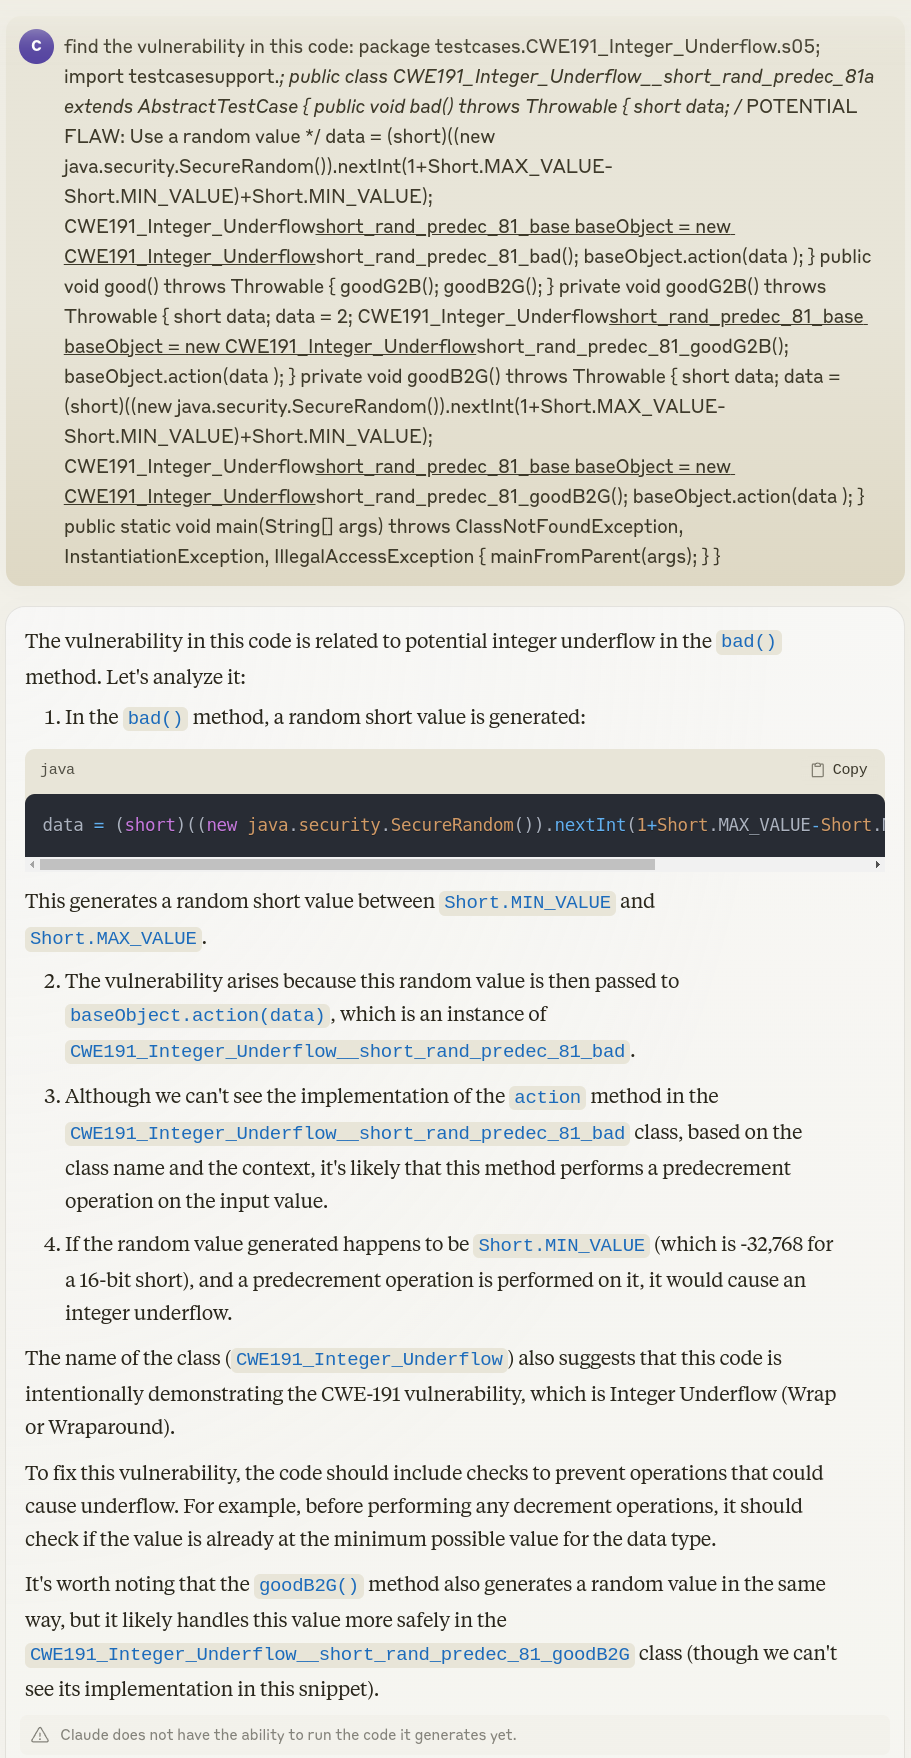 C
find the vulnerability in this code: package testcases.CWE191_Integer_Underflow.s05;
import testcasesupport.; public class CWE191_Integer_Underflow__short_rand_predec_81a
extends AbstractTestCase { public void bad() throws Throwable { short data; / POTENTIAL
FLAW: Use a random value */ data = (short)((new
java.security.SecureRandom()).nextInt(1+Short.MAX_VALUE-
Short.MIN_VALUE)+Short.MIN_VALUE);
CWE191_Integer_Underflowshort_rand_predec_81_base baseObject = new
CWE191_Integer_Underflowshort_rand_predec_81_bad(); baseObject.action(data ); } public
void good() throws Throwable { goodG2B(); goodB2G(); } private void goodG2B() throws
Throwable { short data; data = 2; CWE191_Integer_Underflowshort_rand_predec_81_base
baseObject = new CWE191_Integer_Underflowshort_rand_predec_81_goodG2B();
baseObject.action(data ); } private void goodB2G() throws Throwable { short data; data =
(short)((new java.security.SecureRandom()).nextInt(1+Short.MAX_VALUE-
Short.MIN_VALUE)+Short.MIN_VALUE);
CWE191_Integer_Underflowshort_rand_predec_81_base baseObject = new
CWE191_Integer_Underflowshort_rand_predec_81_goodB2G(); baseObject.action(data ); }
public static void main(String[] args) throws ClassNotFoundException,
InstantiationException, IllegalAccessException { mainFromParent(args); } }
The vulnerability in this code is related to potential integer underflow in the bad()
method. Let's analyze it:
1. In the bad() method, a random short value is generated:
java
Copy
data = (short)((new java.security.SecureRandom()).nextInt(1+Short.MAX_VALUE-Short.
This generates a random short value between Short.MIN_VALUE and
Short.MAX_VALUE.
2. The vulnerability arises because this random value is then passed to
baseObject.action(data), which is an instance of
CWE191_Integer_Underflow__short_rand_predec_81_bad.
3. Although we can't see the implementation of the action method in the
CWE191_Integer_Underflow__short_rand_predec_81_bad class, based on the
class name and the context, it's likely that this method performs a predecrement
operation on the input value.
4. If the random value generated happens to be Short.MIN_VALUE (which is -32,768 for
a 16-bit short), and a predecrement operation is performed on it, it would cause an
integer underflow.
The name of the class (CWE191_Integer_Underflow) also suggests that this code is
intentionally demonstrating the CWE-191 vulnerability, which is Integer Underflow (Wrap
or Wraparound).
To fix this vulnerability, the code should include checks to prevent operations that could
cause underflow. For example, before performing any decrement operations, it should
check if the value is already at the minimum possible value for the data type.
It's worth noting that the goodB2G() method also generates a random value in the same
way, but it likely handles this value more safely in the
CWE191_Integer_Underflow__short_rand_predec_81_goodB2G class (though we can't
see its implementation in this snippet).
Claude does not have the ability to run the code it generates yet.